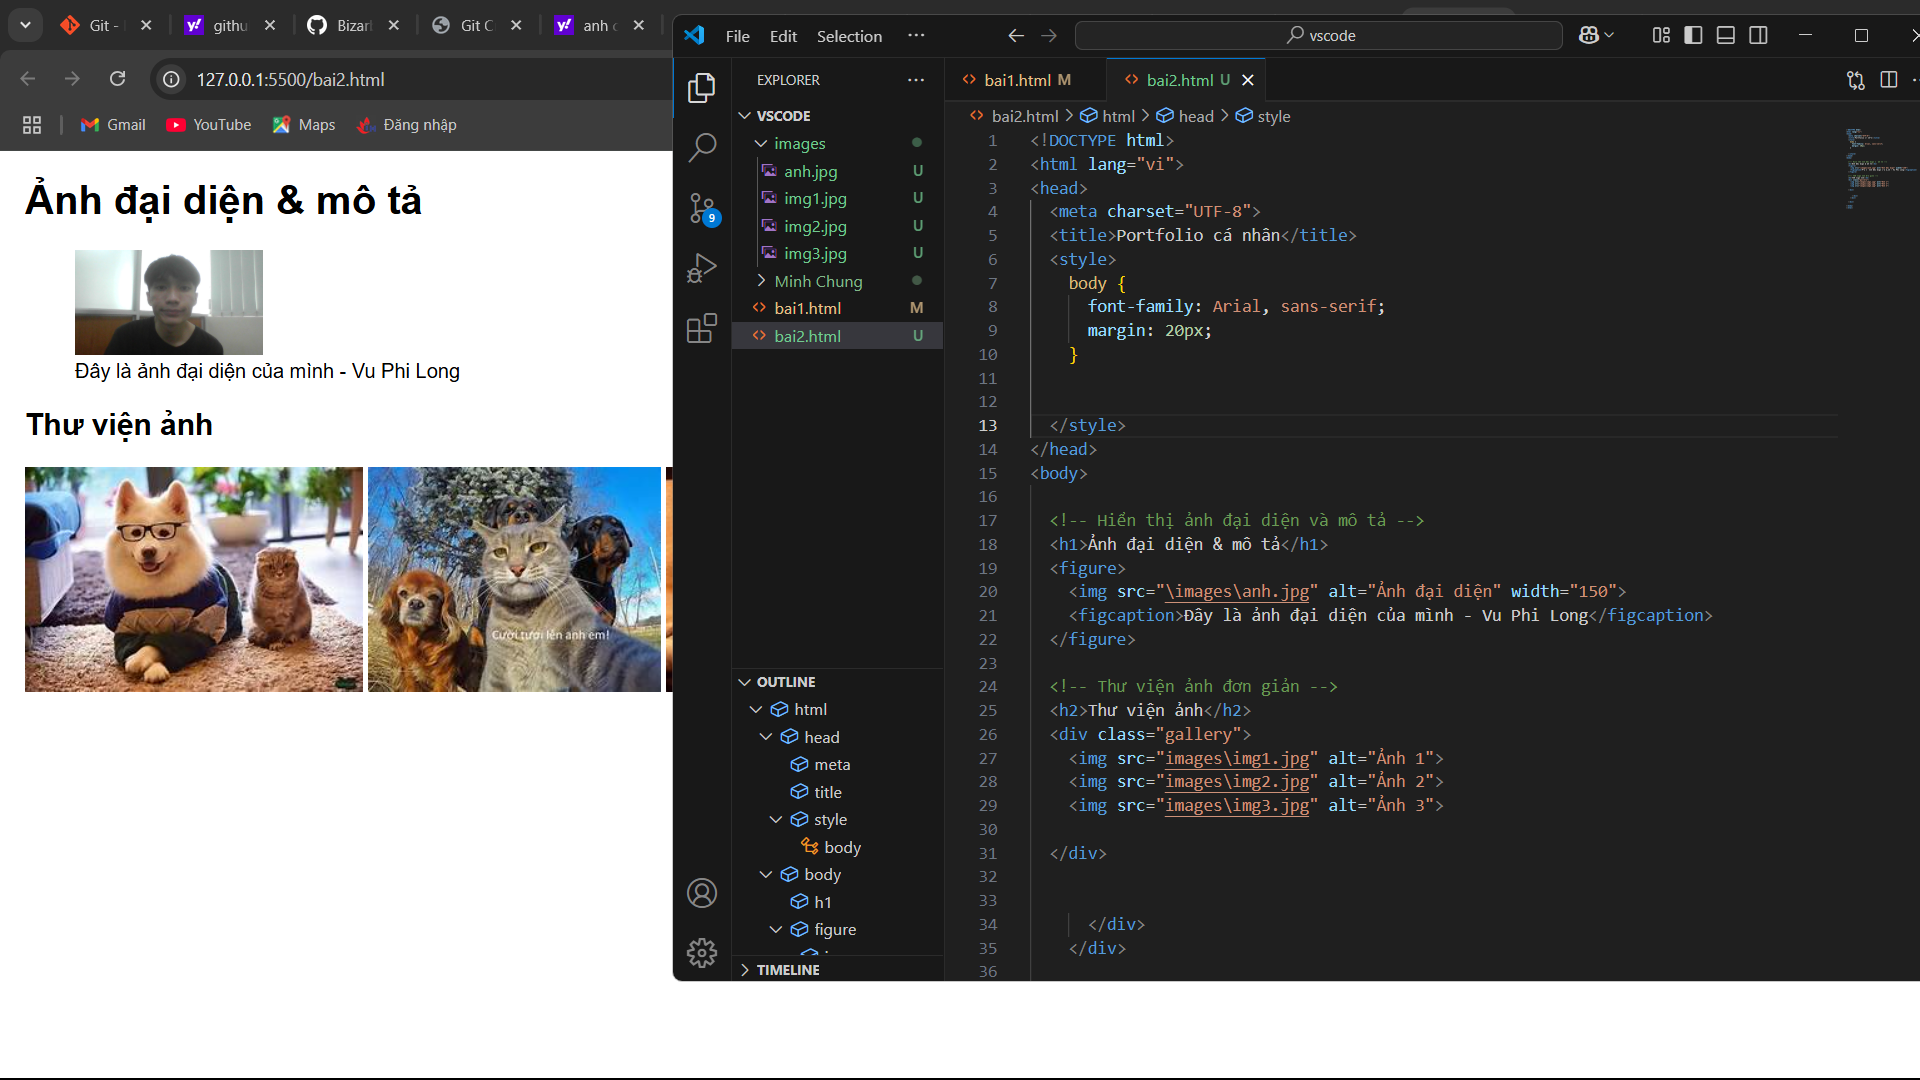 Git -
githu
Bizarl
Git C
anh c
127.0.0.1:5500/bai2.html
Gmail
YouTube
Maps
Đăng nhập
Ảnh đại diện & mô tả
Đây là ảnh đại diện của mình - Vu Phi Long
Thư viện ảnh
Cười tươi lên anh em!
File
Edit
Selection
vscode
EXPLORER
VSCODE
images
anh.jpg U
img1.jpg U
img2.jpg U
img3.jpg U
Minh Chung
bai1.html M
bai2.html U
9
OUTLINE
html
head
meta
title
style
body
body
h1
figure
TIMELINE
bai1.html M
bai2.html U
bai2.html > html > head > style
1 <!DOCTYPE html>
2 <html lang="vi">
3 <head>
4 <meta charset="UTF-8">
5 <title>Portfolio cá nhân</title>
6 <style>
7 body {
8 font-family: Arial, sans-serif;
9 margin: 20px;
10 }
11
12
13 </style>
14 </head>
15 <body>
16
17 <!-- Hiển thị ảnh đại diện và mô tả -->
18 <h1>Ảnh đại diện & mô tả</h1>
19 <figure>
20 <img src="\images\anh.jpg" alt="Ảnh đại diện" width="150">
21 <figcaption>Đây là ảnh đại diện của mình - Vu Phi Long</figcaption>
22 </figure>
23
24 <!-- Thư viện ảnh đơn giản -->
25 <h2>Thư viện ảnh</h2>
26 <div class="gallery">
27 <img src="images\img1.jpg" alt="Ảnh 1">
28 <img src="images\img2.jpg" alt="Ảnh 2">
29 <img src="images\img3.jpg" alt="Ảnh 3">
30
31 </div>
32
33
34 </div>
35 </div>
36